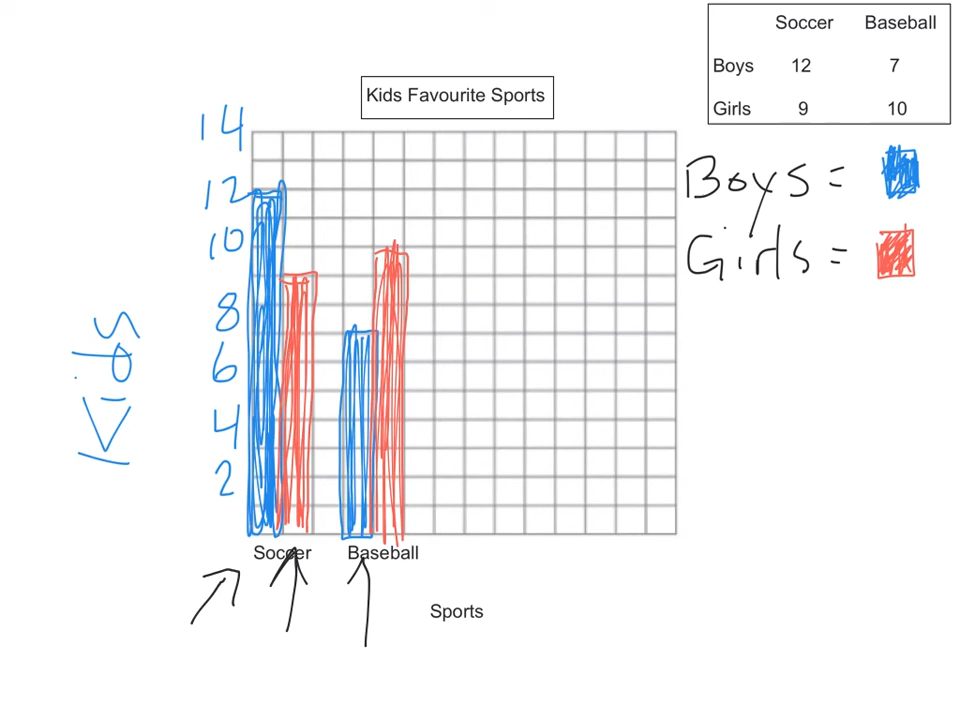 Soccer Baseball
Boys 12 7
Girls 9 10
Kids Favourite Sports
Boys =
Girls =
14
12
10
8
6
4
2
Kids
Soccer Baseball
Sports